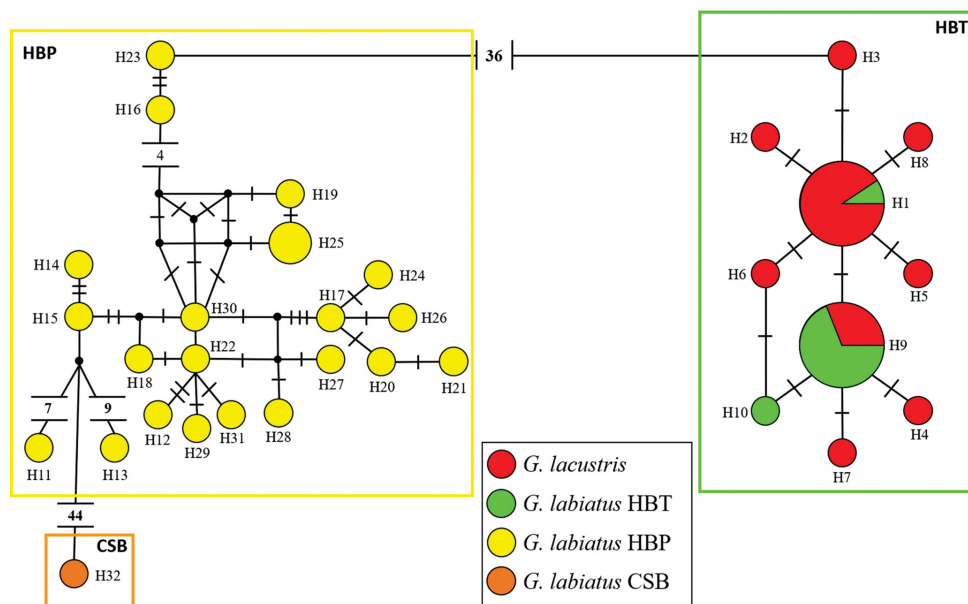 HBP
HBT
H23
36
H3
H16
H2
H8
4
H19
H1
H25
H14
H24
H6
H5
H17
H15
H30
H26
H22
H9
H18
H27
H20
H21
7
9
H12
H31
H28
H10
H4
H29
H11
H13
H7
G. lacustris
G. labiatus HBT
G. labiatus HBP
G. labiatus CSB
44
CSB
H32